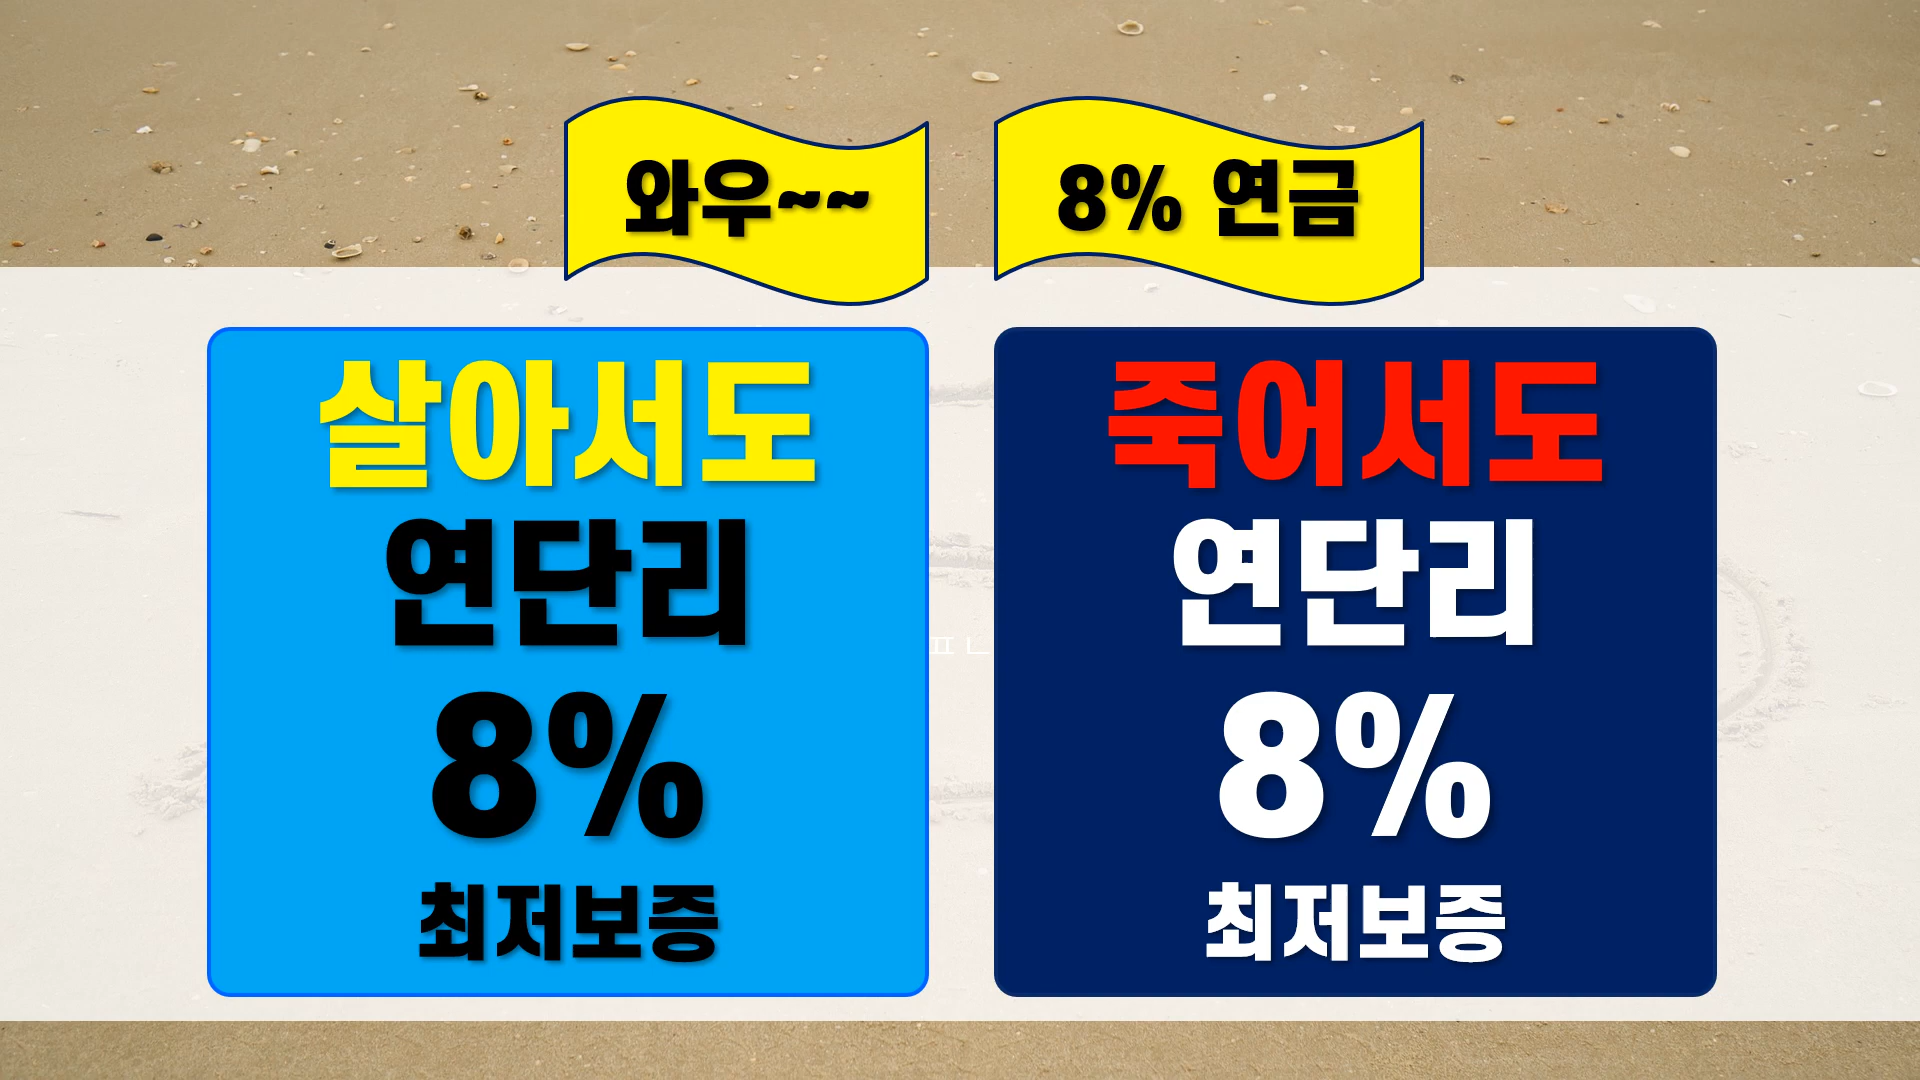 와우~~
8% 연금
살아서도
연단리
8%
최저보증
죽어서도
연단리
8%
최저보증